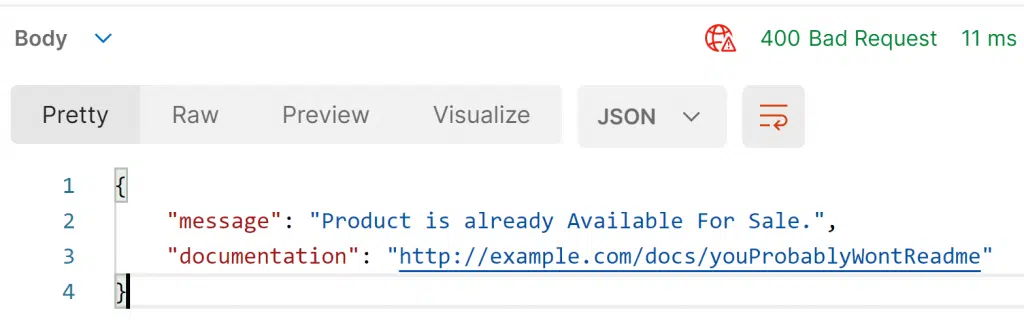 Body 400 Bad Request 11 ms
Pretty Raw Preview Visualize JSON
1 {
2 "message": "Product is already Available For Sale.",
3 "documentation": "http://example.com/docs/youProbablyWontReadme"
4 }